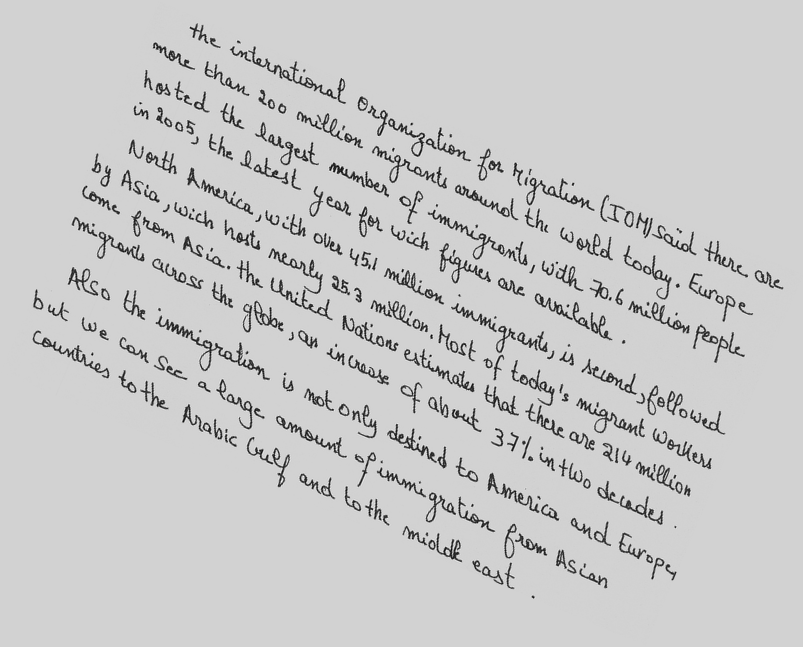 the international Organization for Migration (IOM) said there are
more than 200 million migrants around the world today. Europe
hosted the largest number of immigrants, with 70.6 million people
in 2005, the latest year for wich figures are available.
North America, with over 45,1 million immigrants, is second, followed
by Asia, wich hosts nearly 25.3 million. Most of today's migrant workers
come from Asia. the United Nations estimates that there are 214 million
migrants across the globe, an increase of about 37% in two decades.
Also the immigration is not only destined to America and Europe,
but we can see a large amount of immigration from Asian
countries to the Arabic Gulf and to the middle east.